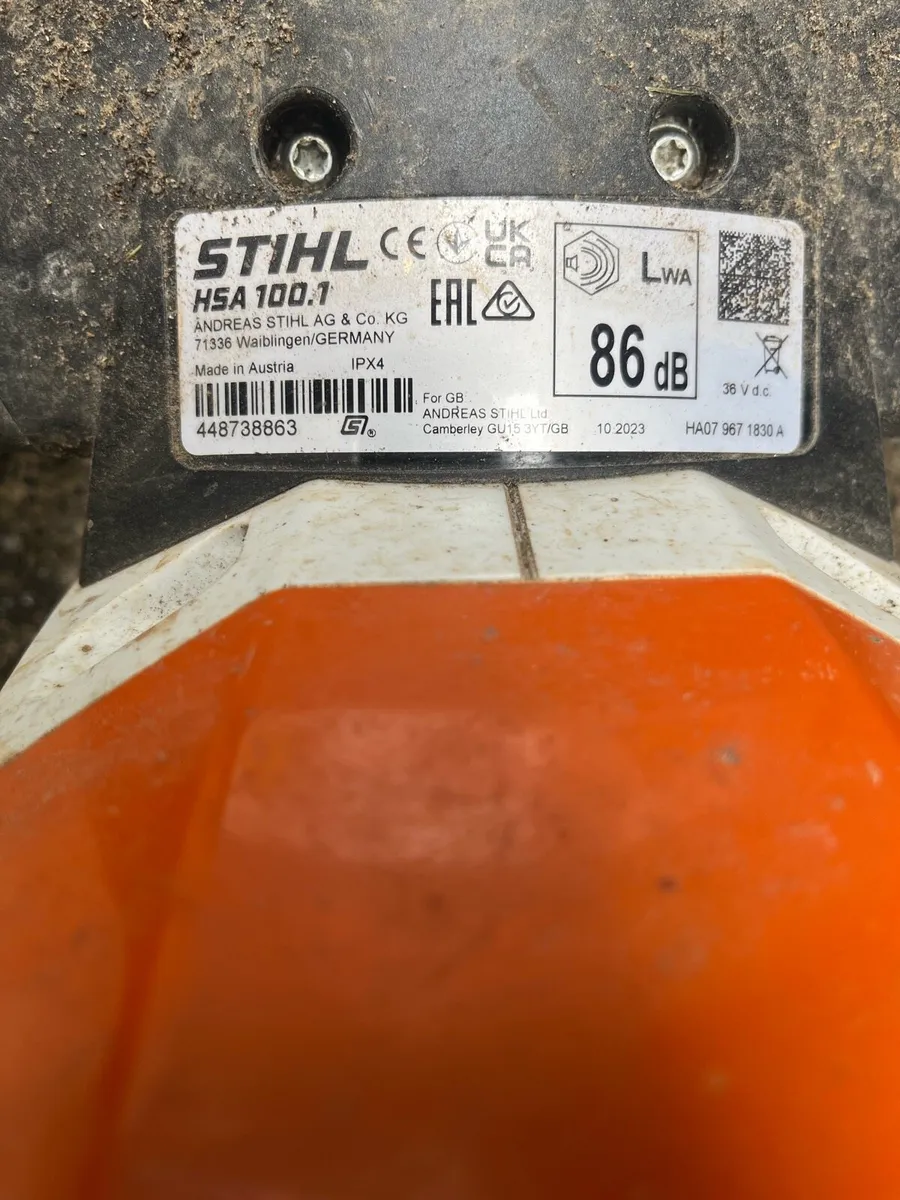 STIHL CE UK
CA
HSA 100.1
EAC
ANDREAS STIHL AG & Co. KG
71336 Waiblingen/GERMANY
Made in Austria IPX4
448738863
G®
For GB
ANDREAS STIHL Ltd
Camberley GU15 3YT/GB
10.2023
LWA
86 dB
36 V d.c.
HA07 967 1830 A